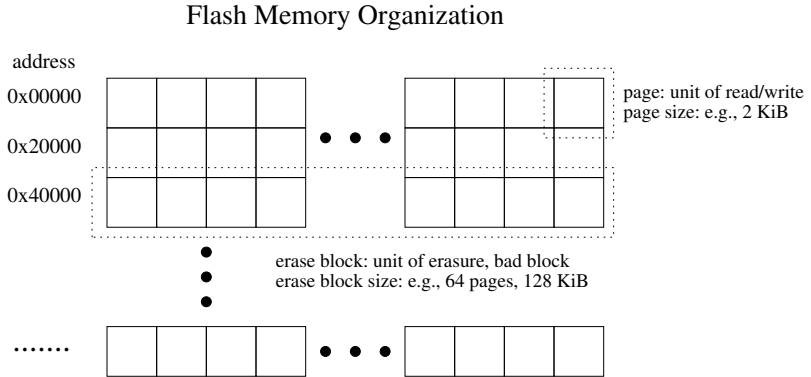 Flash Memory Organization
address
0x00000
page: unit of read/write
page size: e.g., 2 KiB
0x20000
0x40000
erase block: unit of erasure, bad block
erase block size: e.g., 64 pages, 128 KiB
.......